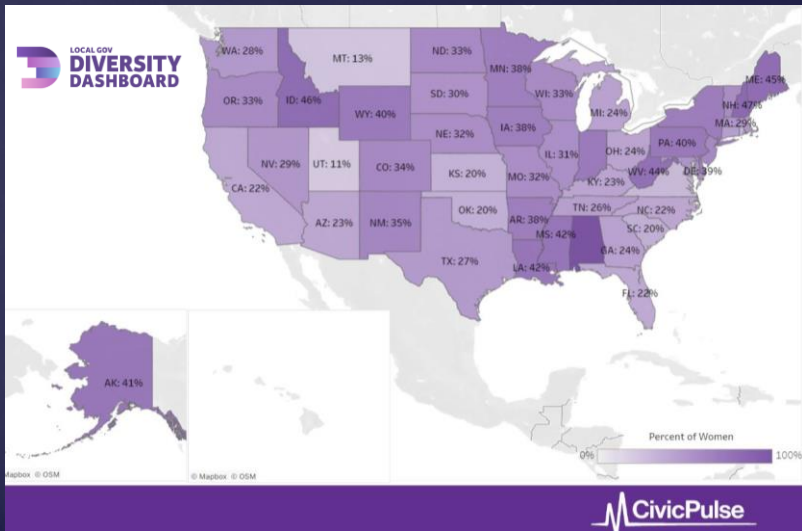 LOCAL GOV
DIVERSITY
DASHBOARD
WA: 28%
MT: 13%
ND: 33%
MN: 38%
ME: 45%
OR: 33%
ID: 46%
WY: 40%
SD: 30%
WI: 33%
MI: 24%
NH: 47%
MA: 29%
NE: 32%
IA: 38%
PA: 40%
NV: 29%
UT: 11%
CO: 34%
IL: 31%
OH: 24%
DE: 39%
CA: 22%
KS: 20%
MO: 32%
KY: 23%
WV: 44%
AZ: 23%
NM: 35%
OK: 20%
AR: 38%
TN: 26%
NC: 22%
SC: 20%
TX: 27%
LA: 42%
MS: 42%
GA: 24%
FL: 22%
AK: 41%
Percent of Women
0%
100%
Mapbox © OSM
© Mapbox © OSM
CivicPulse